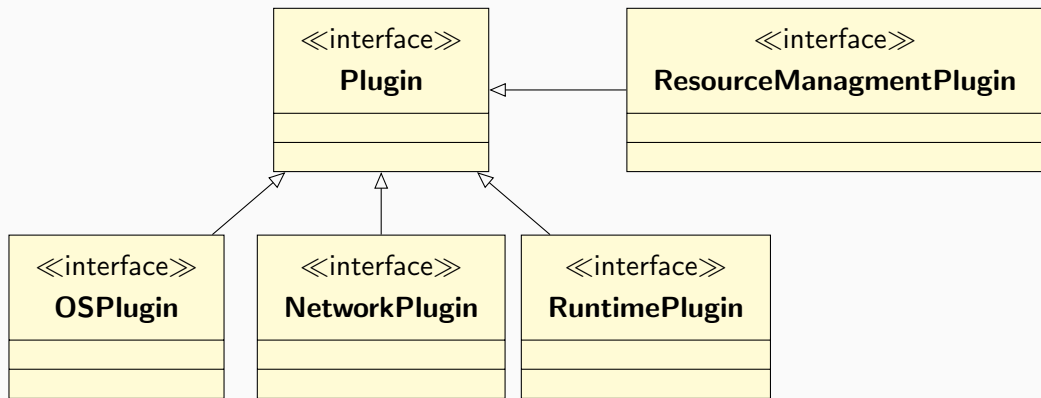 ≪interface≫
Plugin
≪interface≫
ResourceManagmentPlugin
≪interface≫
OSPlugin
≪interface≫
NetworkPlugin
≪interface≫
RuntimePlugin